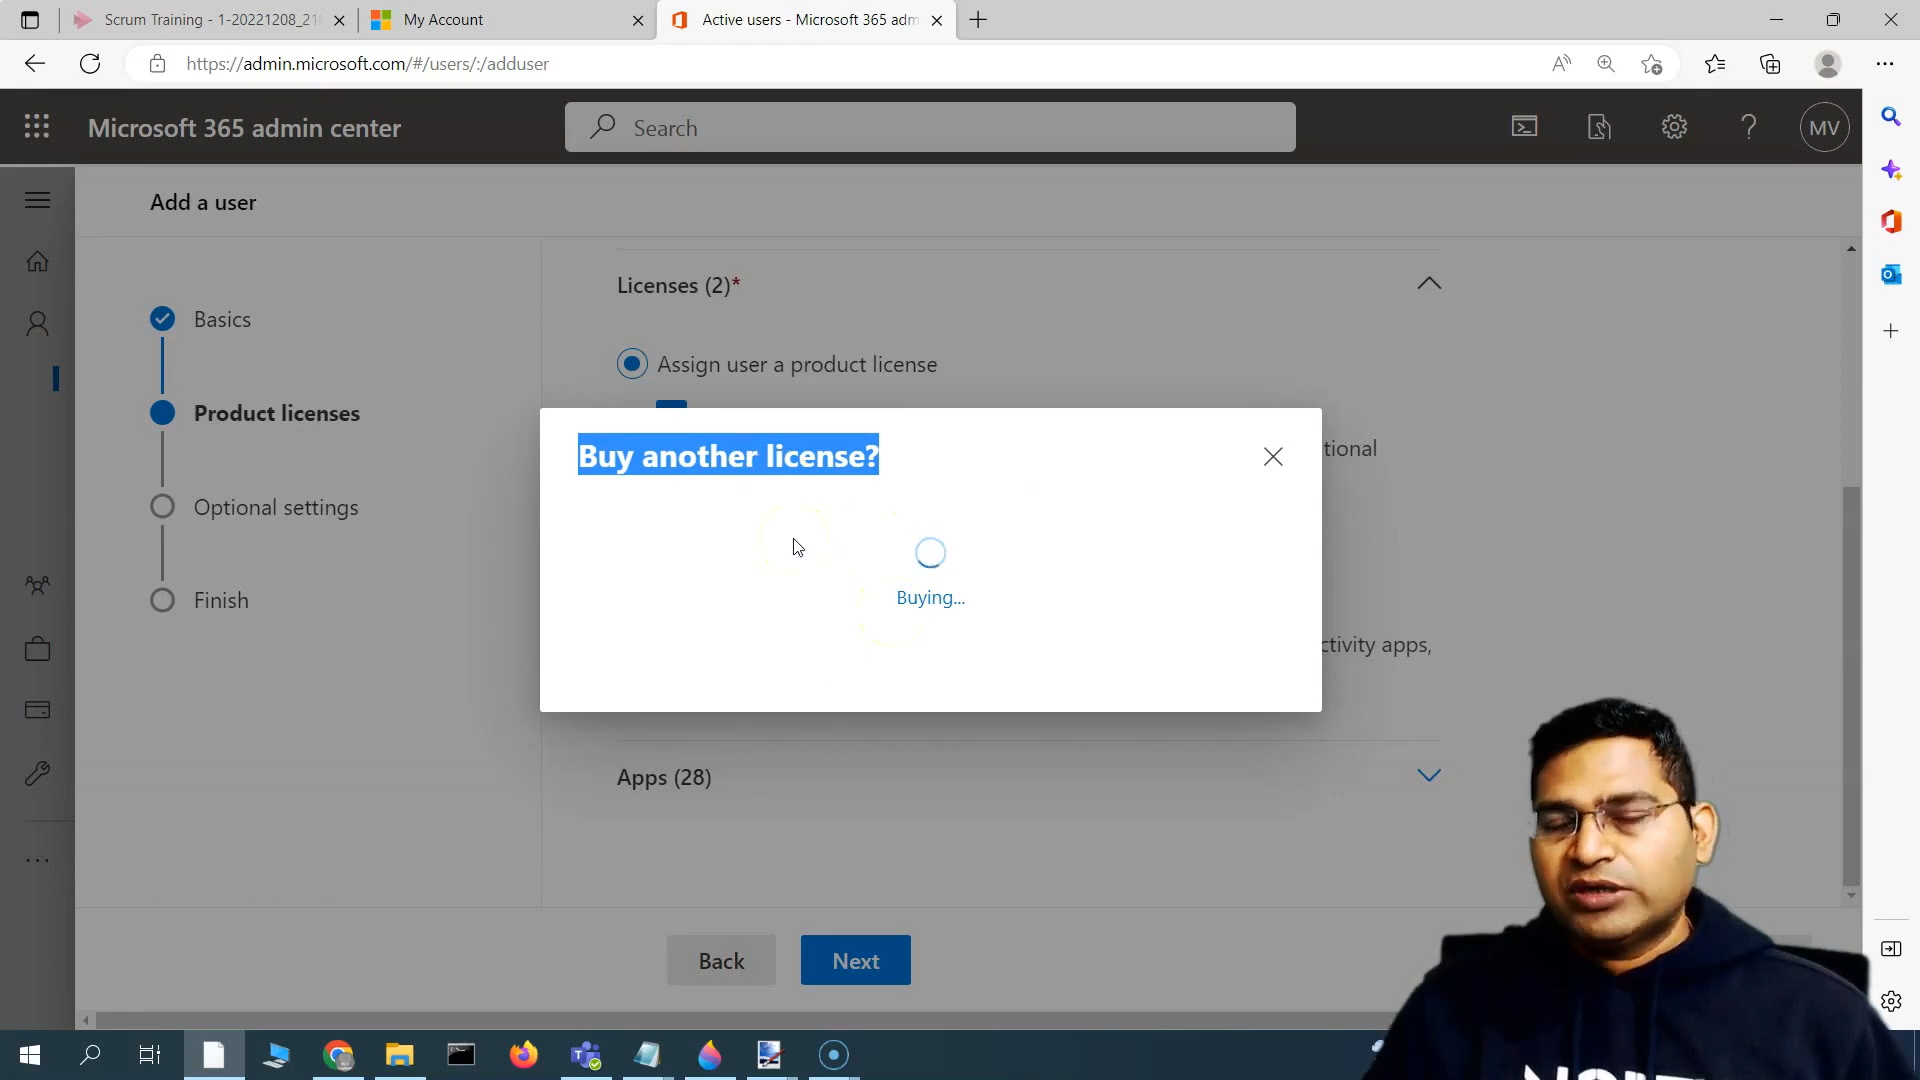 Scrum Training - 1-20221208_21
My Account
Active users - Microsoft 365 adm
https://admin.microsoft.com/#/users/:/adduser
Microsoft 365 admin center
Search
MV
Add a user
Basics
Product licenses
Optional settings
Finish
Licenses (2)*
Assign user a product license
tional
Buy another license?
Buying...
ctivity apps,
Apps (28)
Back
Next